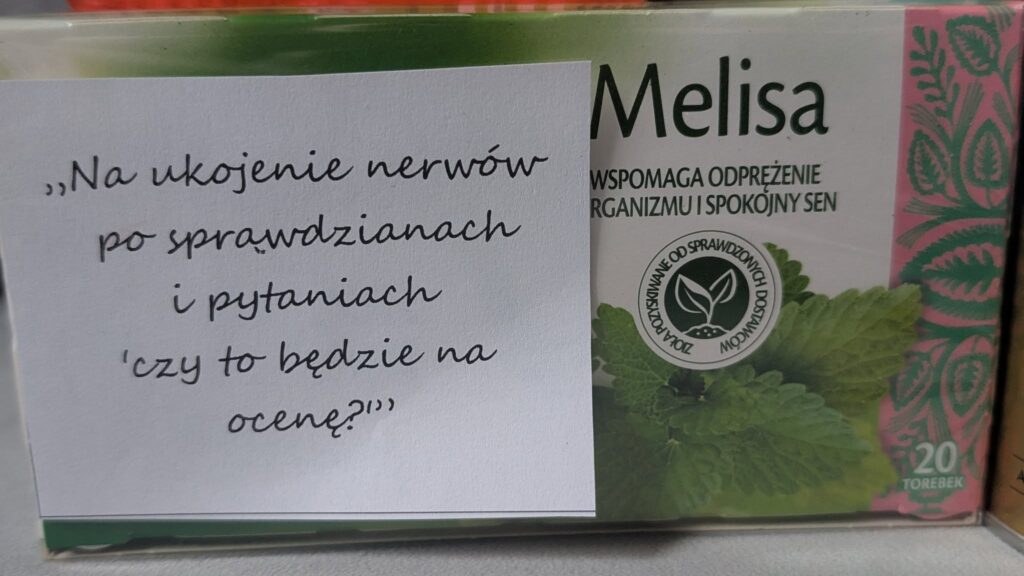 „Na ukojenie nerwów
po sprawdzianach
i pytaniach
'czy to będzie na
ocenę?'”
Melisa
WSPOMAGA ODPRĘŻENIE
RGANIZMU I SPOKOJNY SEN
ZIOŁA POZYSKIWANE OD SPRAWDZONYCH DOSTAWCÓW
20
TOREBEK